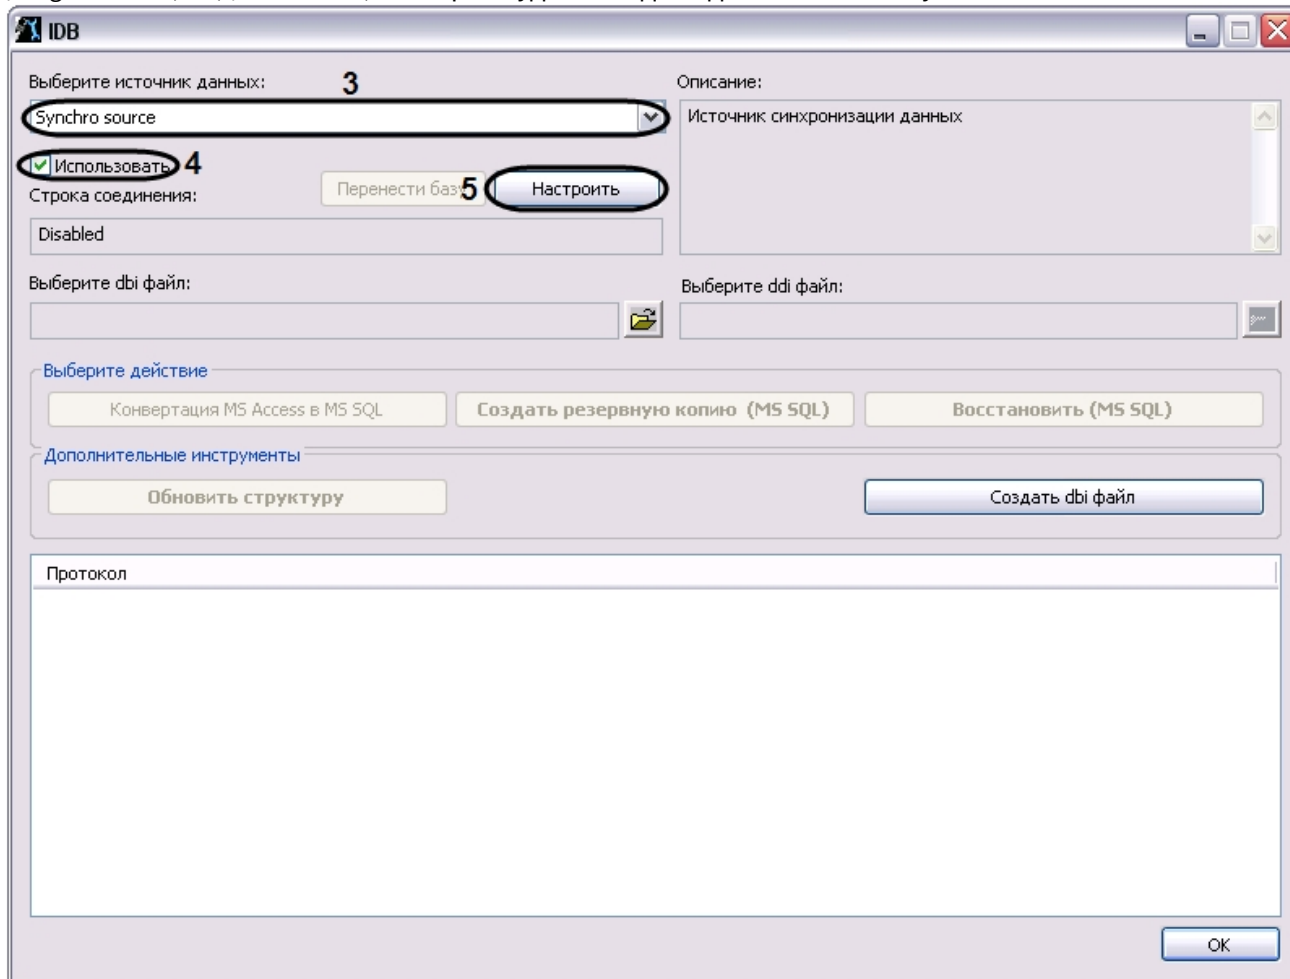 IDB
Выберите источник данных:
3
Описание:
Synchro source
Источник синхронизации данных
Использовать
4
Строка соединения:
Перенести базу
5
Настроить
Disabled
Выберите dbi файл:
Выберите ddi файл:
Выберите действие
Конвертация MS Access в MS SQL
Создать резервную копию (MS SQL)
Восстановить (MS SQL)
Дополнительные инструменты
Обновить структуру
Создать dbi файл
Протокол
OK